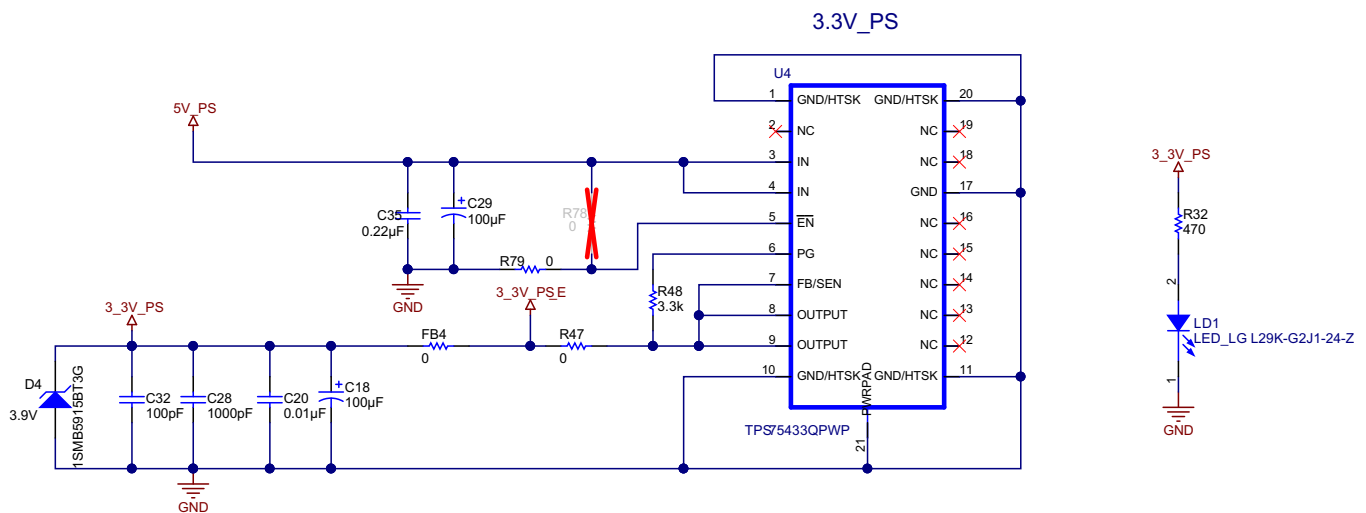 3.3V_PS
U4
1 GND/HTSK GND/HTSK 20
2 NC NC 19
3 IN NC 18
4 IN GND 17
5 EN NC 16
6 PG NC 15
7 FB/SEN NC 14
8 OUTPUT NC 13
9 OUTPUT NC 12
10 GND/HTSK GND/HTSK 11
PWRPAD
21
TPS75433QPWP
5V_PS
C35
0.22µF
C29
100µF
R78
0
R79 0
GND
R48
3.3k
3_3V_PS_E
3_3V_PS
FB4
0
R47
0
D4
3.9V
1SMB5915BT3G
C32
100pF
C28
1000pF
C20
0.01µF
C18
100µF
GND
3_3V_PS
R32
470
2
LD1
LED_LG L29K-G2J1-24-Z
1
GND